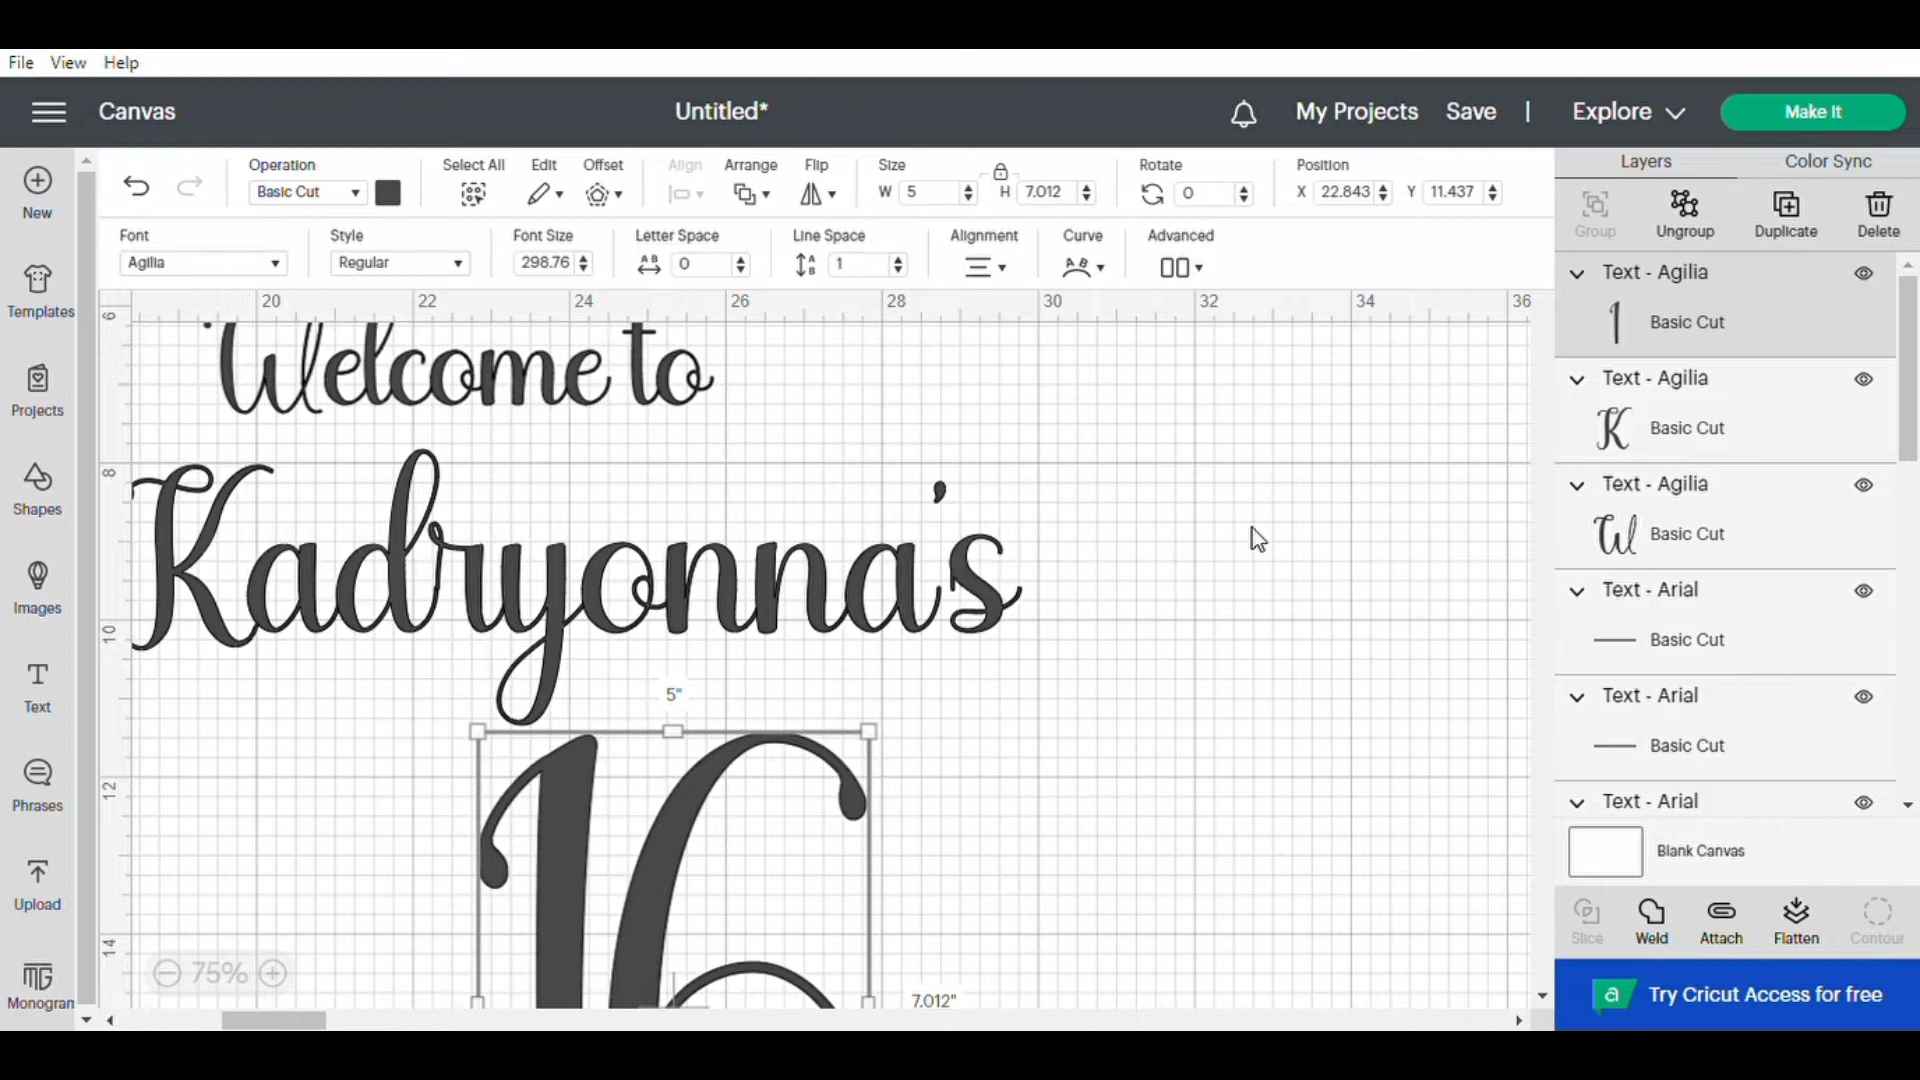 File View Help
Canvas Untitled* My Projects Save | Explore Make It
New
Templates
Projects
Shapes
Images
Text
Phrases
Upload
Monogram
Operation Select All Edit Offset Align Arrange Flip Size Rotate Position
Basic Cut W 5 H 7.012 0 X 22.843 Y 11.437
Font Style Font Size Letter Space Line Space Alignment Curve Advanced
Agilia Regular 298.76 0 1
20 22 24 26 28 30 32 34 36
6
8
10
12
14
Welcome to
Kadryonna's
5"
16
7.012"
75%
Layers Color Sync
Group Ungroup Duplicate Delete
Text - Agilia
Basic Cut
Text - Agilia
K Basic Cut
Text - Agilia
W Basic Cut
Text - Arial
Basic Cut
Text - Arial
Basic Cut
Text - Arial
Blank Canvas
Slice Weld Attach Flatten Contour
a Try Cricut Access for free